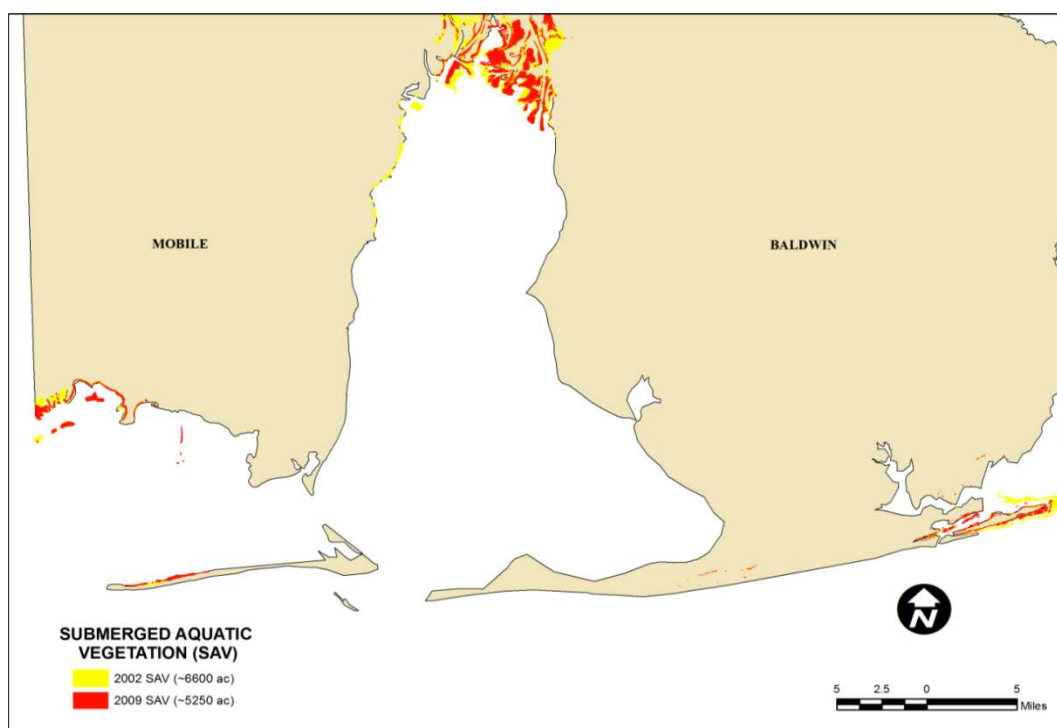 MOBILE
BALDWIN
N
SUBMERGED AQUATIC
VEGETATION (SAV)
2002 SAV (~6600 ac)
2009 SAV (~5250 ac)
5 2.5 0 5
Miles